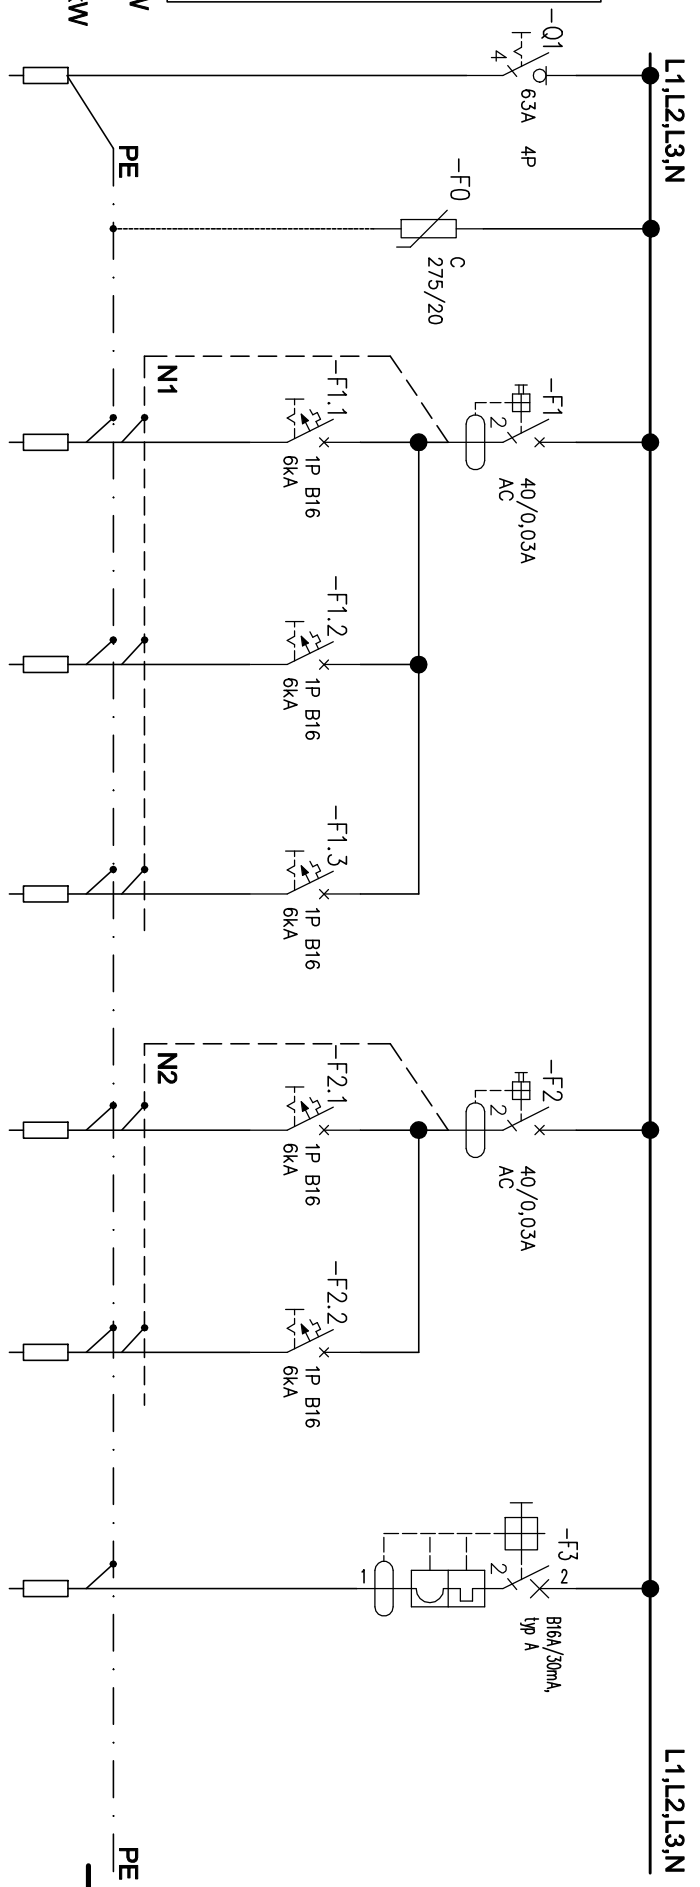 L1,L2,L3,N
L1,L2,L3,N
-Q1
4
63A 4P
-F0
C
275/20
-F1
2
40/0,03A
AC
-F1.1
1P B16
6kA
-F1.2
1P B16
6kA
-F1.3
1P B16
6kA
N1
-F2
2
40/0,03A
AC
-F2.1
1P B16
6kA
-F2.2
1P B16
6kA
N2
-F3
2
2
B16A/30mA,
typ A
1
PE
PE